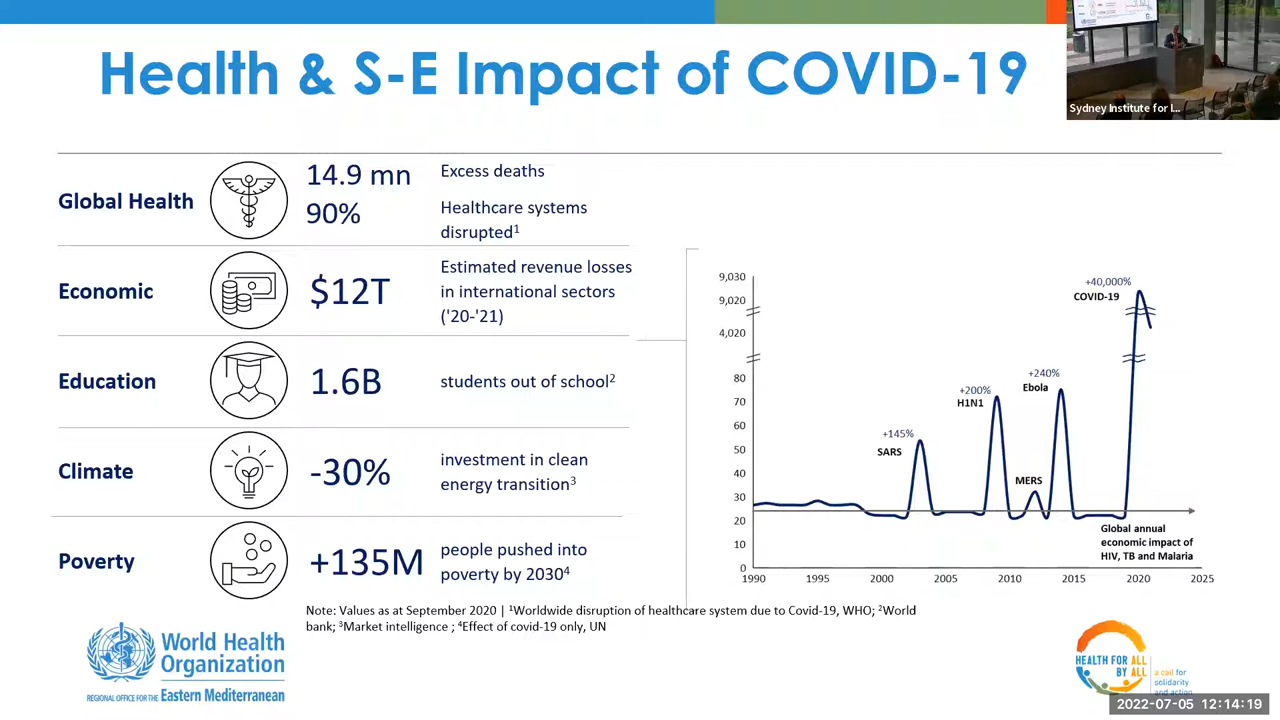 Health & S-E Impact of COVID-19
Sydney Institute for I...
Global Health
14.9 mn
Excess deaths
90%
Healthcare systems
disrupted¹
Economic
$12T
Estimated revenue losses
in international sectors
('20-'21)
Education
1.6B
students out of school²
Climate
-30%
investment in clean
energy transition³
Poverty
+135M
people pushed into
poverty by 2030⁴
9,030
9,020
4,020
80
70
60
50
40
30
20
10
0
1990
1995
2000
2005
2010
2015
2020
2025
+145%
SARS
+200%
H1N1
MERS
+240%
Ebola
+40,000%
COVID-19
Global annual
economic impact of
HIV, TB and Malaria
Note: Values as at September 2020 | ¹Worldwide disruption of healthcare system due to Covid-19, WHO; ²World
bank; ³Market intelligence ; ⁴Effect of covid-19 only, UN
World Health
Organization
REGIONAL OFFICE FOR THE Eastern Mediterranean
HEALTH FOR ALL
BY ALL
a call for
solidarity
and action
2022-07-05 12:14:19